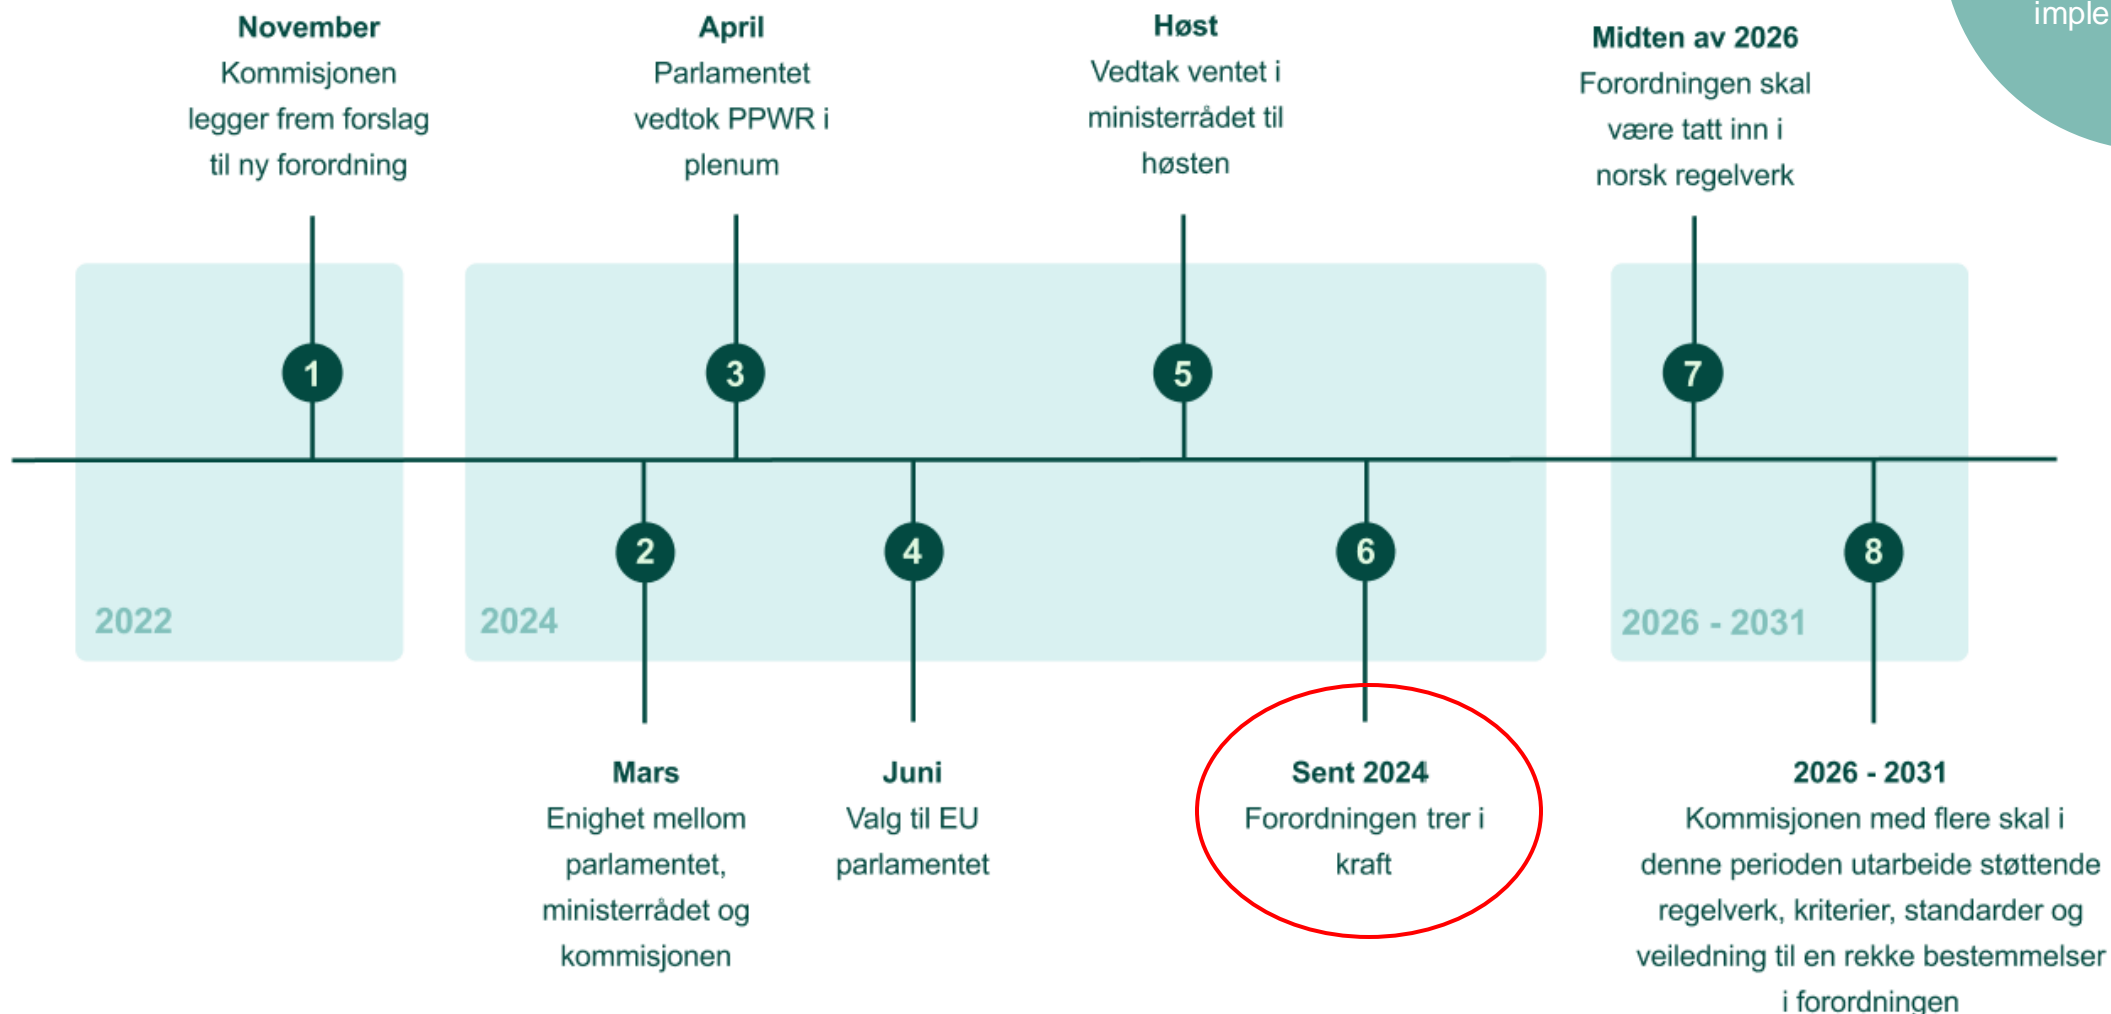 November
Kommisjonen
legger frem forslag
til ny forordning
April
Parlamentet
vedtok PPWR i
plenum
Høst
Vedtak ventet i
ministerrådet til
høsten
Midten av 2026
Forordningen skal
være tatt inn i
norsk regelverk
imple
1
3
5
7
2
4
6
8
2022
2024
2026 - 2031
Mars
Enighet mellom
parlamentet,
ministerrådet og
kommisjonen
Juni
Valg til EU
parlamentet
Sent 2024
Forordningen trer i
kraft
2026 - 2031
Kommisjonen med flere skal i
denne perioden utarbeide støttende
regelverk, kriterier, standarder og
veiledning til en rekke bestemmelser
i forordningen